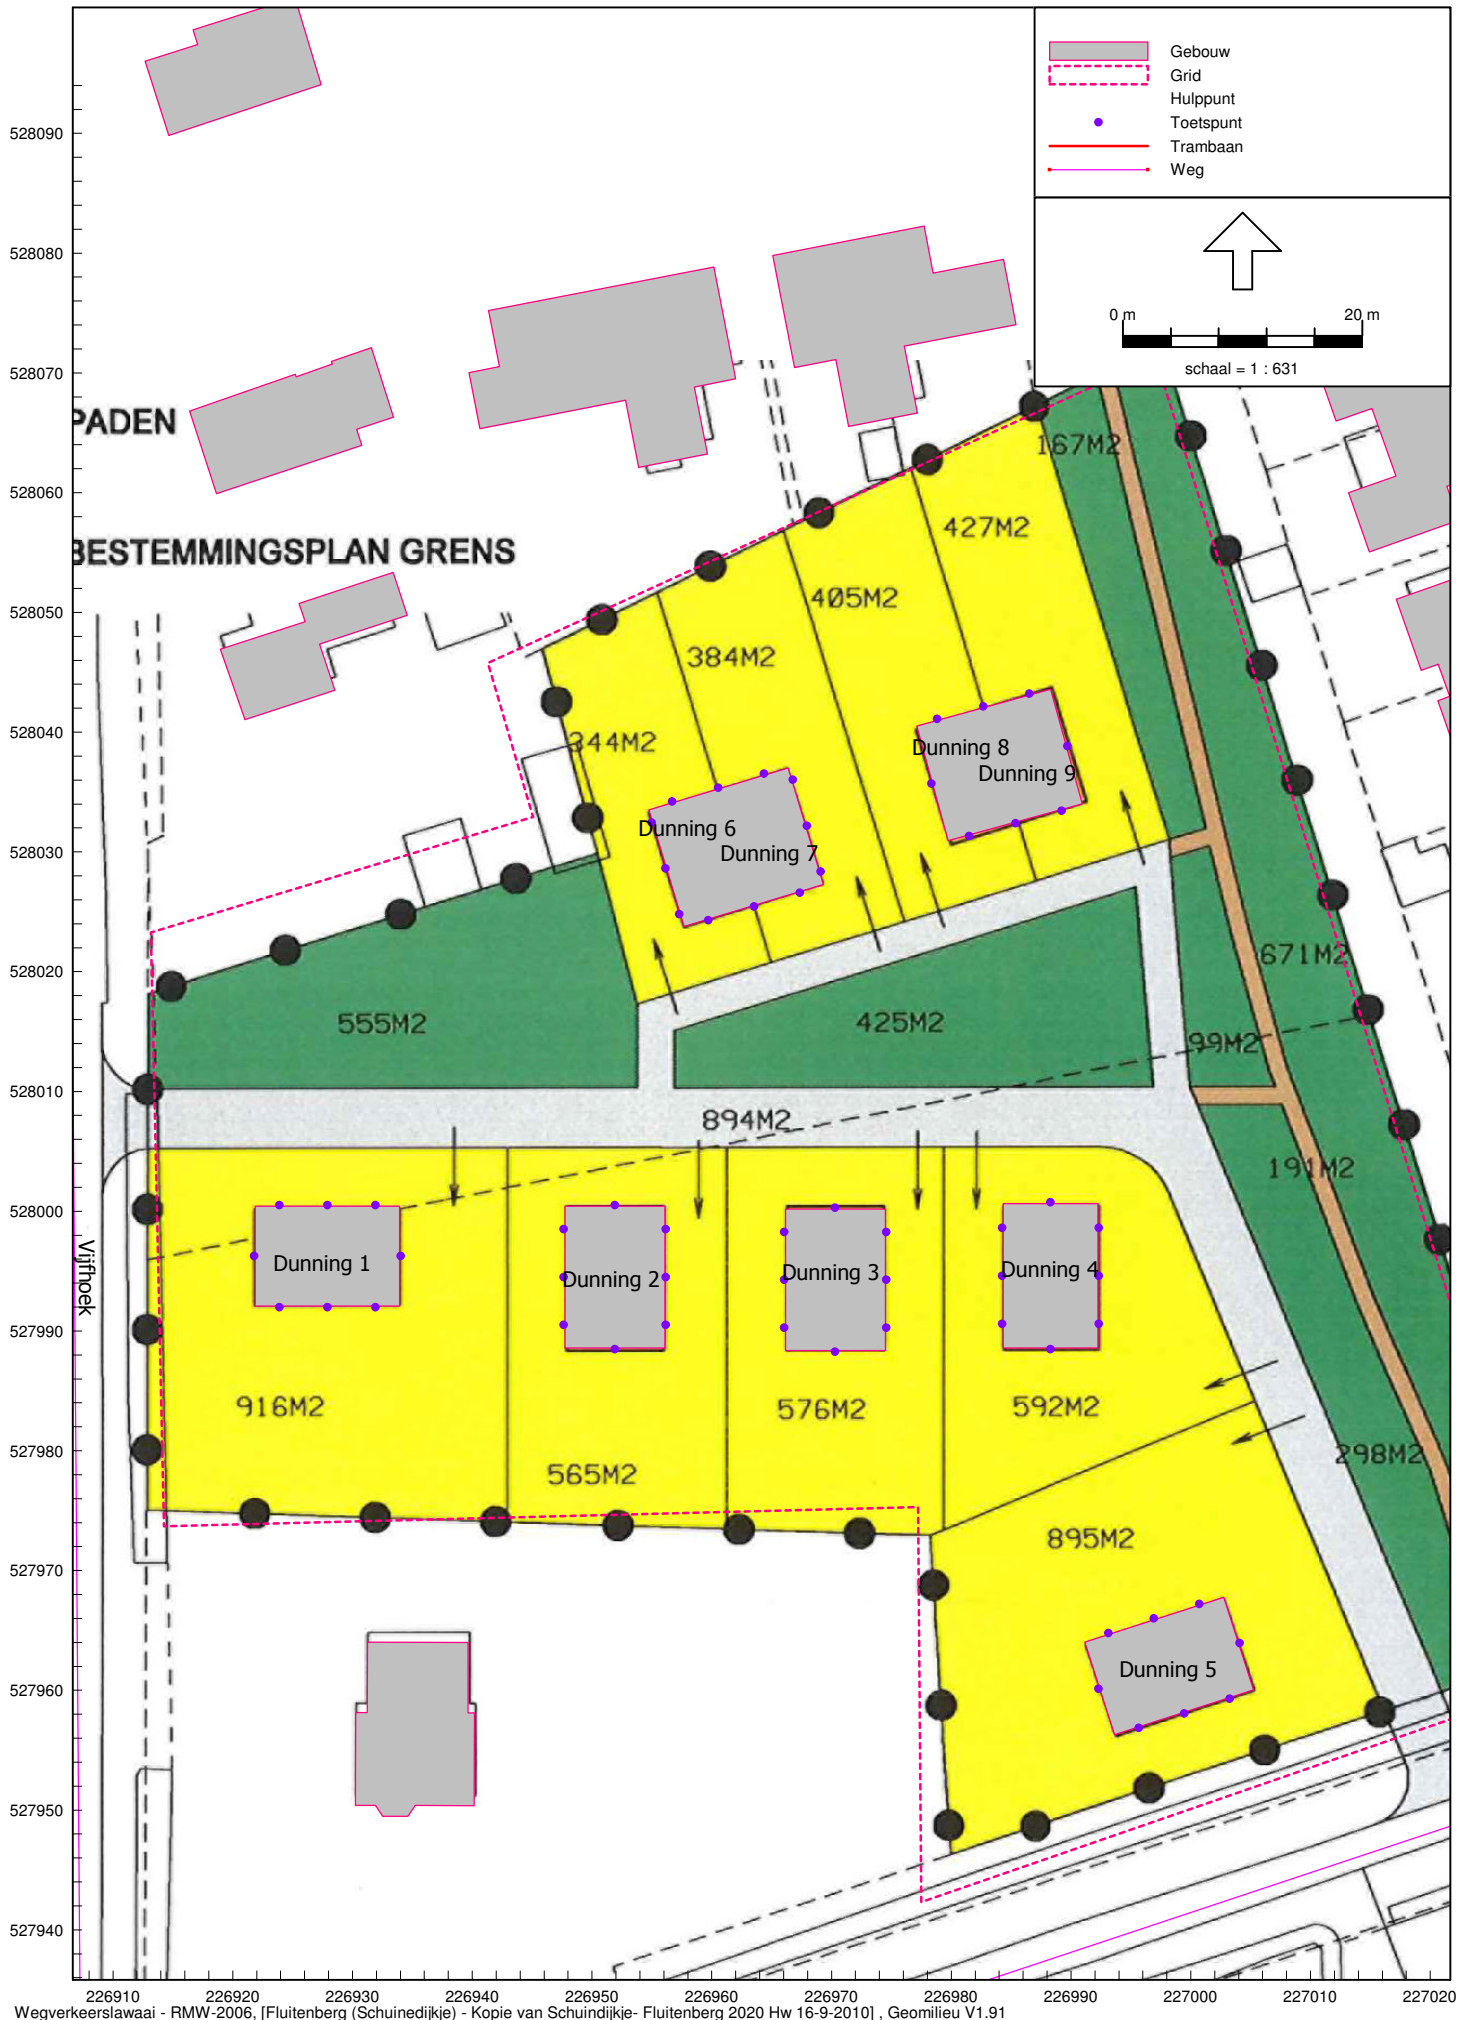 Gebouw
Grid
Hulppunt
Toetspunt
Trambaan
Weg
0 m 20 m
schaal = 1 : 631
528090
528080
528070
528060
528050
528040
528030
528020
528010
528000
527990
527980
527970
527960
527950
527940
PADEN
BESTEMMINGSPLAN GRENS
167M2
427M2
405M2
384M2
344M2
Dunning 8
Dunning 9
Dunning 6
Dunning 7
671M2
555M2
425M2
99M2
894M2
191M2
Vijfhoek
Dunning 1
Dunning 2
Dunning 3
Dunning 4
916M2
576M2
592M2
565M2
298M2
895M2
Dunning 5
226910 226920 226930 226940 226950 226960 226970 226980 226990 227000 227010 227020
Wegverkeerslawaai - RMW-2006, [Fluitenberg (Schuinedijkje) - Kopie van Schuindijkje- Fluitenberg 2020 Hw 16-9-2010] , Geomilieu V1.91